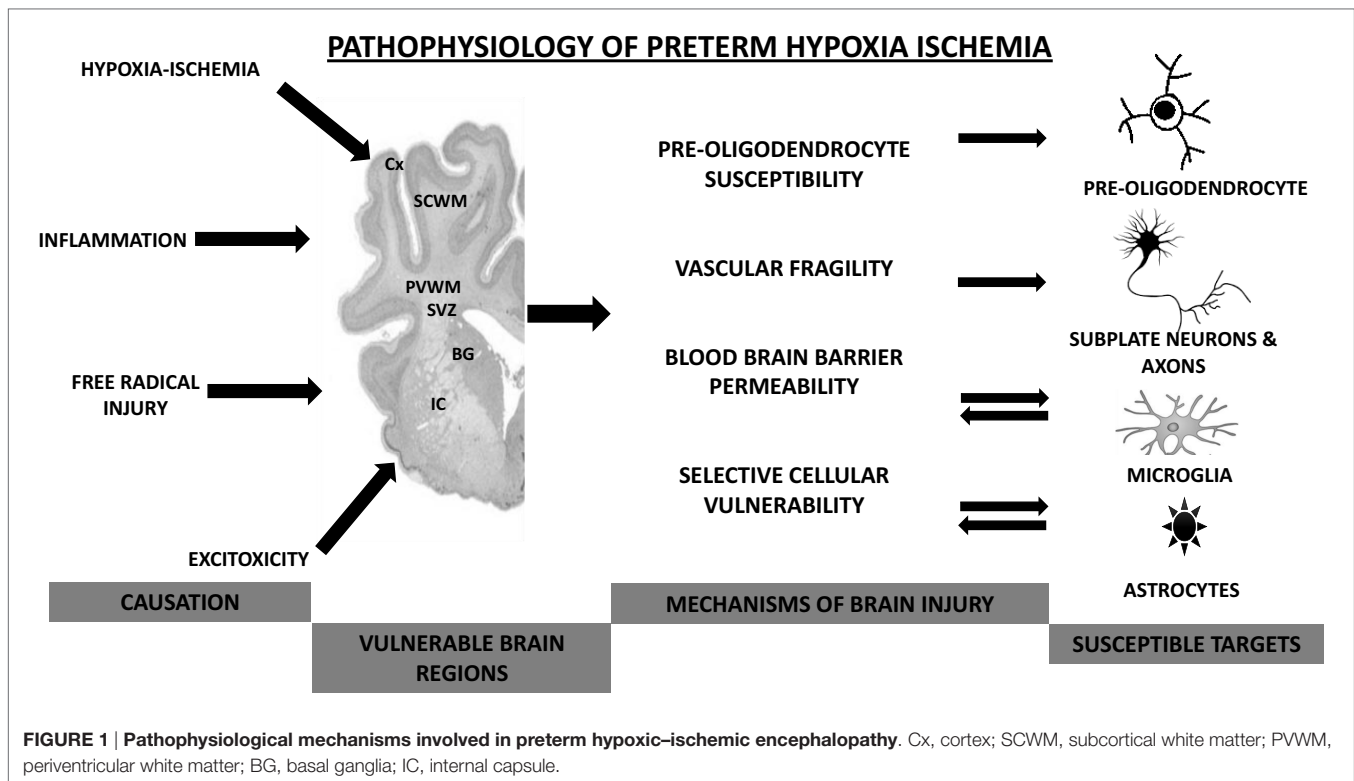 PATHOPHYSIOLOGY OF PRETERM HYPOXIA ISCHEMIA
HYPOXIA-ISCHEMIA
INFLAMMATION
FREE RADICAL
INJURY
EXCITOXICITY
CAUSATION
Cx
SCWM
PVWM
SVZ
BG
IC
VULNERABLE BRAIN
REGIONS
PRE-OLIGODENDROCYTE
SUSCEPTIBILITY
VASCULAR FRAGILITY
BLOOD BRAIN BARRIER
PERMEABILITY
SELECTIVE CELLULAR
VULNERABILITY
MECHANISMS OF BRAIN INJURY
PRE-OLIGODENDROCYTE
SUBPLATE NEURONS &
AXONS
MICROGLIA
ASTROCYTES
SUSCEPTIBLE TARGETS
FIGURE 1 | Pathophysiological mechanisms involved in preterm hypoxic–ischemic encephalopathy. Cx, cortex; SCWM, subcortical white matter; PVWM,
periventricular white matter; BG, basal ganglia; IC, internal capsule.